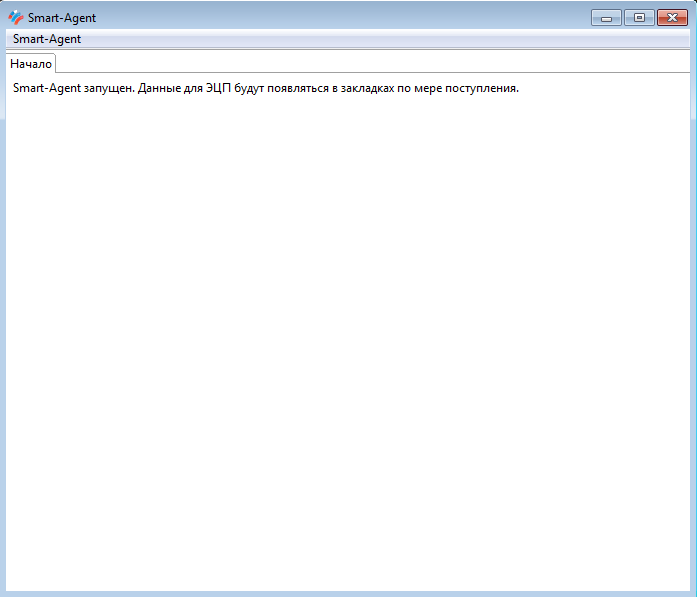 Smart-Agent
Smart-Agent
Начало
Smart-Agent запущен. Данные для ЭЦП будут появляться в закладках по мере поступления.